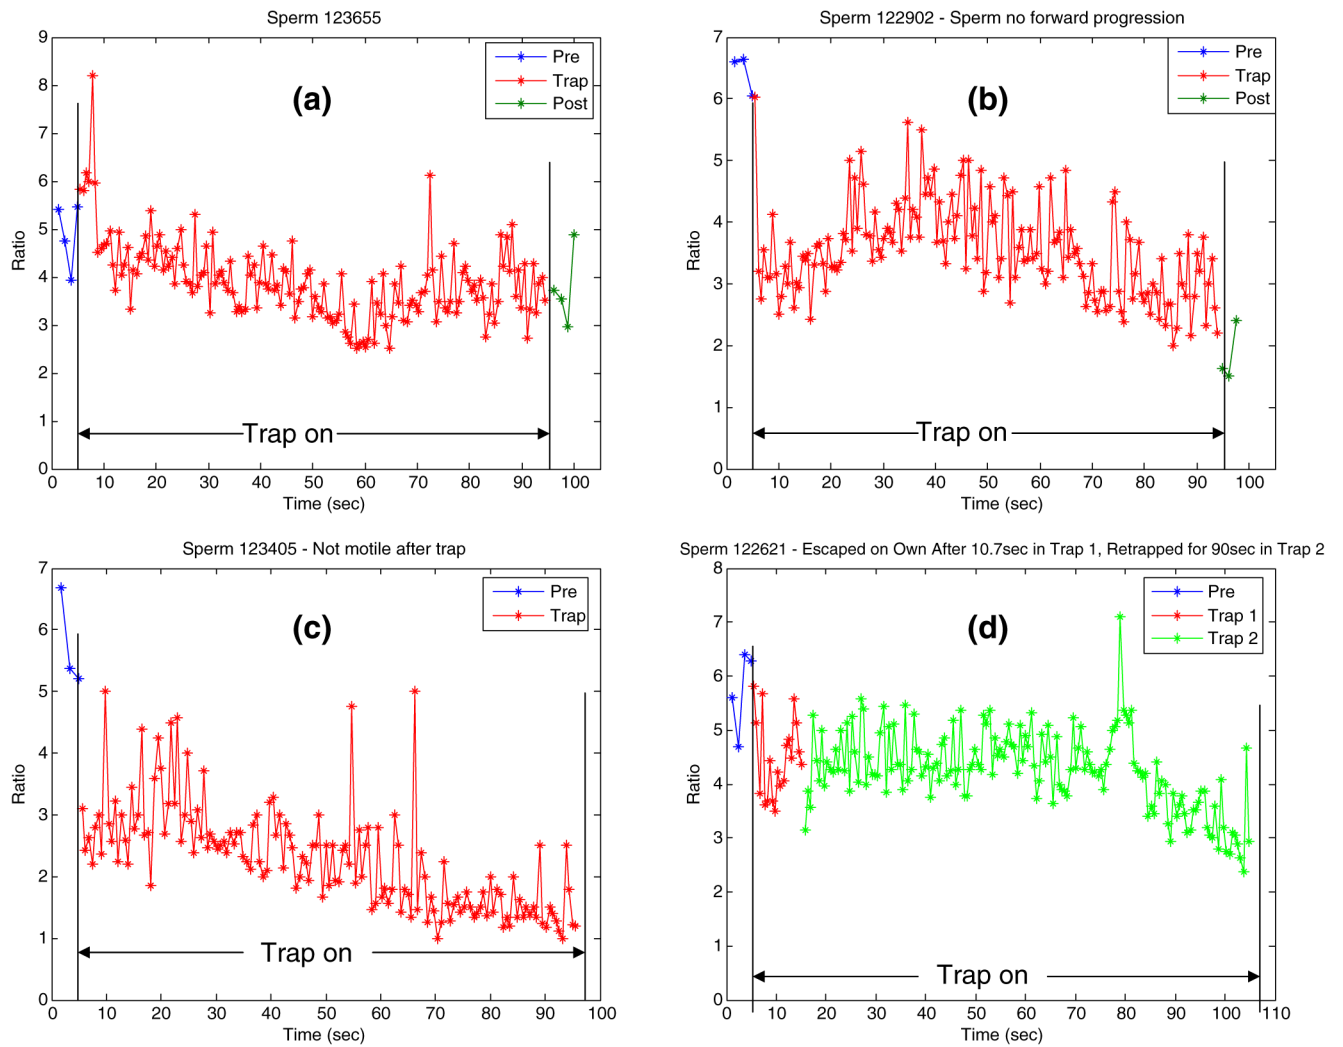 Sperm 123655
9
8
7
6
5
4
3
2
1
0
Ratio
(a)
Pre
Trap
Post
Trap on
0 10 20 30 40 50 60 70 80 90 100
Time (sec)
Sperm 122902 - Sperm no forward progression
7
6
5
4
3
2
1
0
Ratio
(b)
Pre
Trap
Post
Trap on
0 10 20 30 40 50 60 70 80 90 100
Time (sec)
Sperm 123405 - Not motile after trap
7
6
5
4
3
2
1
0
Ratio
(c)
Pre
Trap
Trap on
0 10 20 30 40 50 60 70 80 90 100
Time (sec)
Sperm 122621 - Escaped on Own After 10.7sec in Trap 1, Retrapped for 90sec in Trap 2
8
7
6
5
4
3
2
1
0
Ratio
(d)
Pre
Trap 1
Trap 2
Trap on
0 10 20 30 40 50 60 70 80 90 100 110
Time (sec)